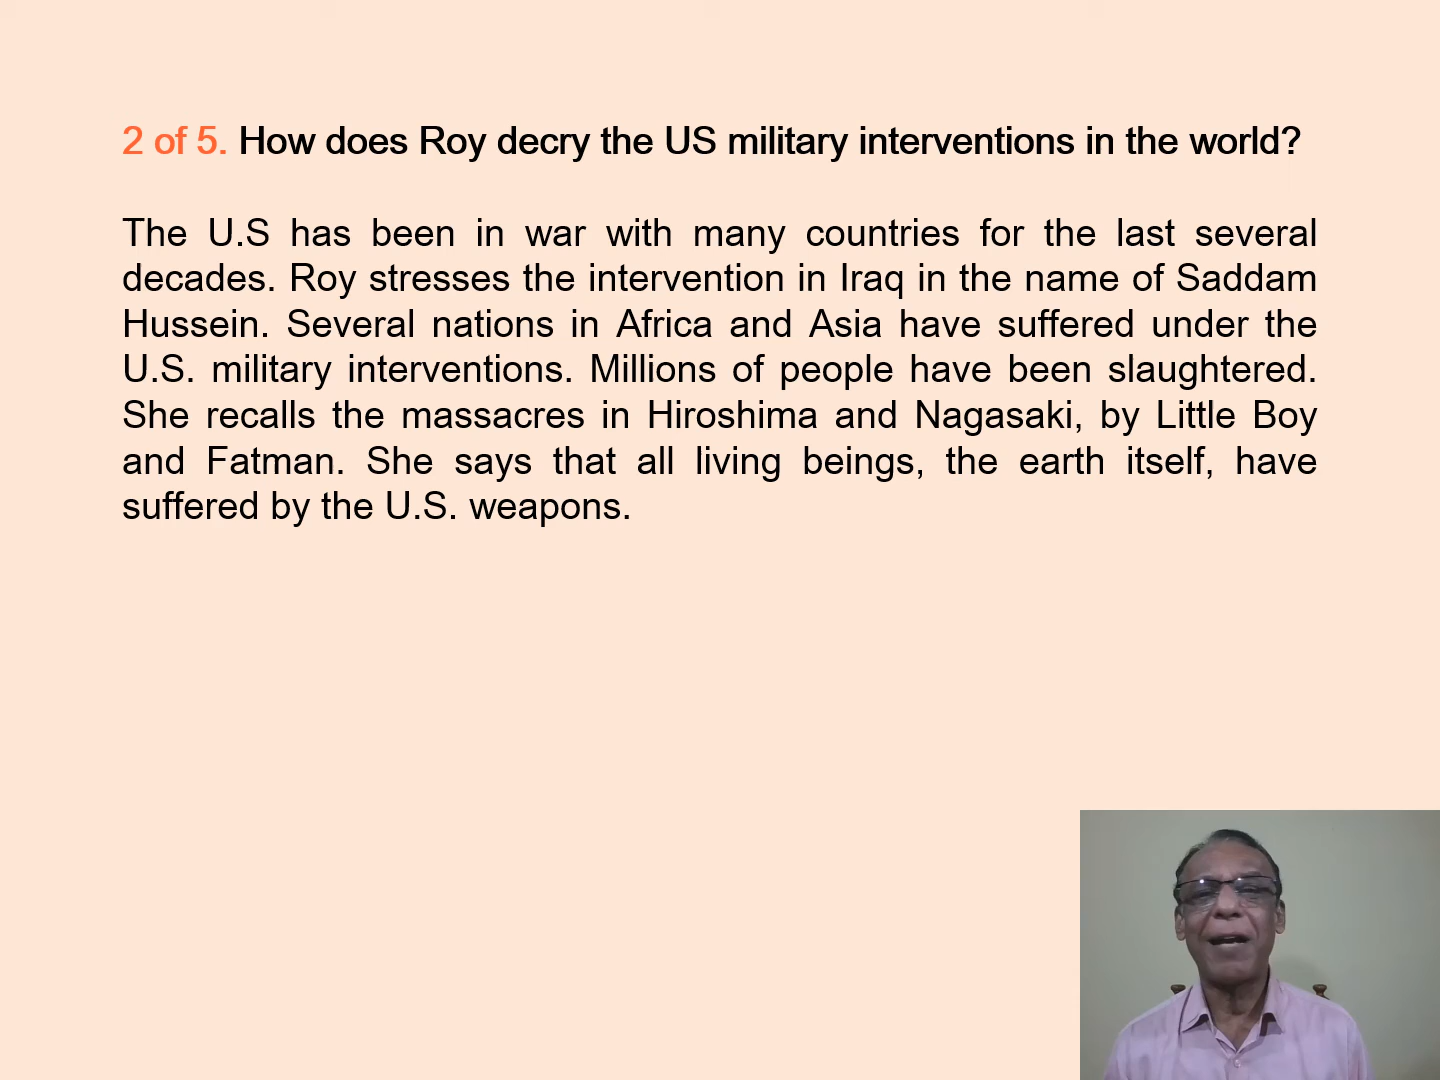 2 of 5. How does Roy decry the US military interventions in the world?
The U.S has been in war with many countries for the last several
decades. Roy stresses the intervention in Iraq in the name of Saddam
Hussein. Several nations in Africa and Asia have suffered under the
U.S. military interventions. Millions of people have been slaughtered.
She recalls the massacres in Hiroshima and Nagasaki, by Little Boy
and Fatman. She says that all living beings, the earth itself, have
suffered by the U.S. weapons.